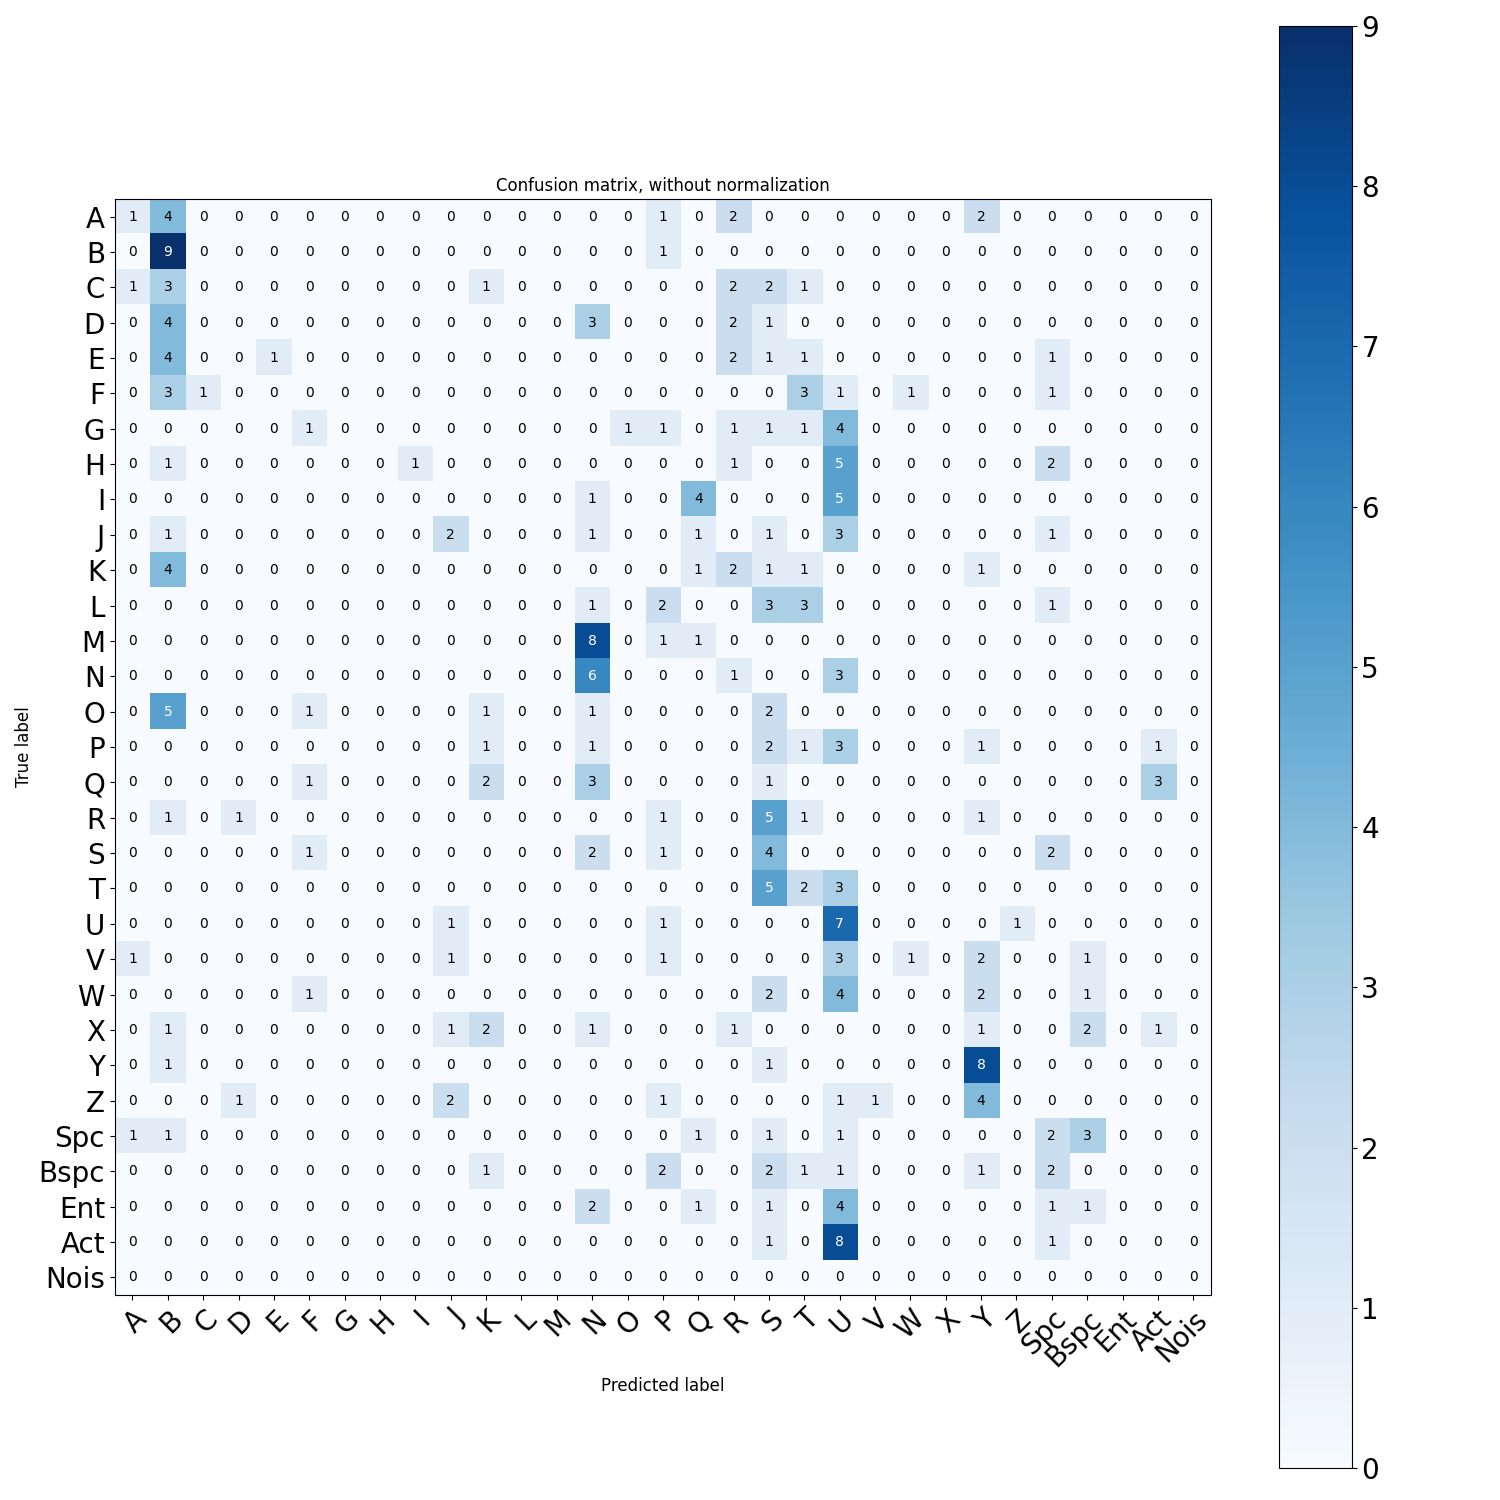 Confusion matrix, without normalization
A 1 4 0 0 0 0 0 0 0 0 0 0 0 0 0 1 0 2 0 0 0 0 0 0 2 0 0 0 0 0 0
B 0 9 0 0 0 0 0 0 0 0 0 0 0 0 0 1 0 0 0 0 0 0 0 0 0 0 0 0 0 0 0
C 1 3 0 0 0 0 0 0 0 0 1 0 0 0 0 0 0 2 2 1 0 0 0 0 0 0 0 0 0 0 0
D 0 4 0 0 0 0 0 0 0 0 0 0 0 3 0 0 0 2 1 0 0 0 0 0 0 0 0 0 0 0 0
E 0 4 0 0 1 0 0 0 0 0 0 0 0 0 0 0 0 2 1 1 0 0 0 0 0 0 1 0 0 0 0
F 0 3 1 0 0 0 0 0 0 0 0 0 0 0 0 0 0 0 0 3 1 0 1 0 0 0 1 0 0 0 0
G 0 0 0 0 0 1 0 0 0 0 0 0 0 0 1 1 0 1 1 1 4 0 0 0 0 0 0 0 0 0 0
H 0 1 0 0 0 0 0 0 1 0 0 0 0 0 0 0 0 1 0 0 5 0 0 0 0 0 2 0 0 0 0
I 0 0 0 0 0 0 0 0 0 0 0 0 0 1 0 0 4 0 0 0 5 0 0 0 0 0 0 0 0 0 0
J 0 1 0 0 0 0 0 0 0 2 0 0 0 1 0 0 1 0 1 0 3 0 0 0 0 0 1 0 0 0 0
K 0 4 0 0 0 0 0 0 0 0 0 0 0 0 0 0 1 2 1 1 0 0 0 0 1 0 0 0 0 0 0
L 0 0 0 0 0 0 0 0 0 0 0 0 0 1 0 2 0 0 3 3 0 0 0 0 0 0 1 0 0 0 0
M 0 0 0 0 0 0 0 0 0 0 0 0 0 8 0 1 1 0 0 0 0 0 0 0 0 0 0 0 0 0 0
N 0 0 0 0 0 0 0 0 0 0 0 0 0 6 0 0 0 1 0 0 3 0 0 0 0 0 0 0 0 0 0
O 0 5 0 0 0 1 0 0 0 0 1 0 0 1 0 0 0 0 2 0 0 0 0 0 0 0 0 0 0 0 0
P 0 0 0 0 0 0 0 0 0 0 1 0 0 1 0 0 0 0 2 1 3 0 0 0 1 0 0 0 0 1 0
Q 0 0 0 0 0 1 0 0 0 0 2 0 0 3 0 0 0 0 1 0 0 0 0 0 0 0 0 0 0 3 0
R 0 1 0 1 0 0 0 0 0 0 0 0 0 0 0 1 0 0 5 1 0 0 0 0 1 0 0 0 0 0 0
S 0 0 0 0 0 1 0 0 0 0 0 0 0 2 0 1 0 0 4 0 0 0 0 0 0 0 2 0 0 0 0
T 0 0 0 0 0 0 0 0 0 0 0 0 0 0 0 0 0 0 5 2 3 0 0 0 0 0 0 0 0 0 0
U 0 0 0 0 0 0 0 0 0 1 0 0 0 0 0 1 0 0 0 0 7 0 0 0 0 1 0 0 0 0 0
V 1 0 0 0 0 0 0 0 0 1 0 0 0 0 0 1 0 0 0 0 3 0 1 0 2 0 0 1 0 0 0
W 0 0 0 0 0 1 0 0 0 0 0 0 0 0 0 0 0 0 2 0 4 0 0 0 2 0 0 1 0 0 0
X 0 1 0 0 0 0 0 0 0 1 2 0 0 1 0 0 0 1 0 0 0 0 0 0 1 0 0 2 0 1 0
Y 0 1 0 0 0 0 0 0 0 0 0 0 0 0 0 0 0 0 1 0 0 0 0 0 8 0 0 0 0 0 0
Z 0 0 0 1 0 0 0 0 0 2 0 0 0 0 0 1 0 0 0 0 1 1 0 0 4 0 0 0 0 0 0
Spc 1 1 0 0 0 0 0 0 0 0 0 0 0 0 0 0 1 0 1 0 1 0 0 0 0 0 2 3 0 0 0
Bspc 0 0 0 0 0 0 0 0 0 0 1 0 0 0 0 2 0 0 2 1 1 0 0 0 1 0 2 0 0 0 0
Ent 0 0 0 0 0 0 0 0 0 0 0 0 0 2 0 0 1 0 1 0 4 0 0 0 0 0 1 1 0 0 0
Act 0 0 0 0 0 0 0 0 0 0 0 0 0 0 0 0 0 0 1 0 8 0 0 0 0 0 1 0 0 0 0
Nois 0 0 0 0 0 0 0 0 0 0 0 0 0 0 0 0 0 0 0 0 0 0 0 0 0 0 0 0 0 0 0
A B C D E F G H I J K L M N O P Q R S T U V W X Y Z Spc Bspc Ent Act Nois
Predicted label
True label
9
8
7
6
5
4
3
2
1
0